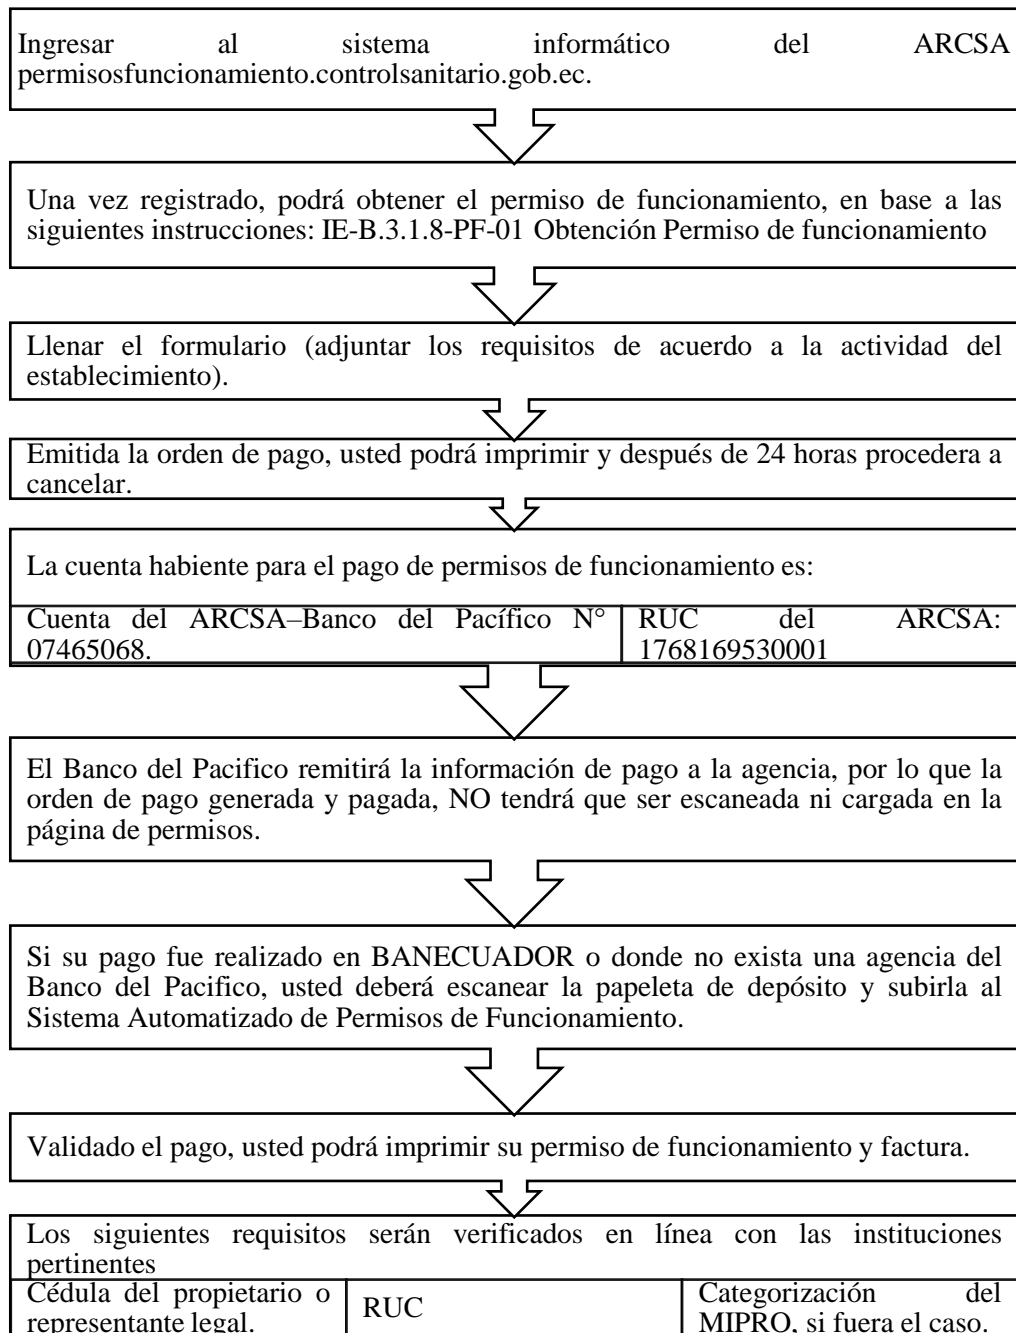 Ingresar al sistema informático del ARCSA
permisosfuncionamiento.controlsanitario.gob.ec.
Una vez registrado, podrá obtener el permiso de funcionamiento, en base a las
siguientes instrucciones: IE-B.3.1.8-PF-01 Obtención Permiso de funcionamiento
Llenar el formulario (adjuntar los requisitos de acuerdo a la actividad del
establecimiento).
Emitida la orden de pago, usted podrá imprimir y después de 24 horas procedera a
cancelar.
La cuenta habiente para el pago de permisos de funcionamiento es:
Cuenta del ARCSA–Banco del Pacífico N°
07465068.
RUC del ARCSA:
1768169530001
El Banco del Pacifico remitirá la información de pago a la agencia, por lo que la
orden de pago generada y pagada, NO tendrá que ser escaneada ni cargada en la
página de permisos.
Si su pago fue realizado en BANECUADOR o donde no exista una agencia del
Banco del Pacifico, usted deberá escanear la papeleta de depósito y subirla al
Sistema Automatizado de Permisos de Funcionamiento.
Validado el pago, usted podrá imprimir su permiso de funcionamiento y factura.
Los siguientes requisitos serán verificados en línea con las instituciones
pertinentes
Cédula del propietario o
representante legal.
RUC
Categorización del
MIPRO, si fuera el caso.